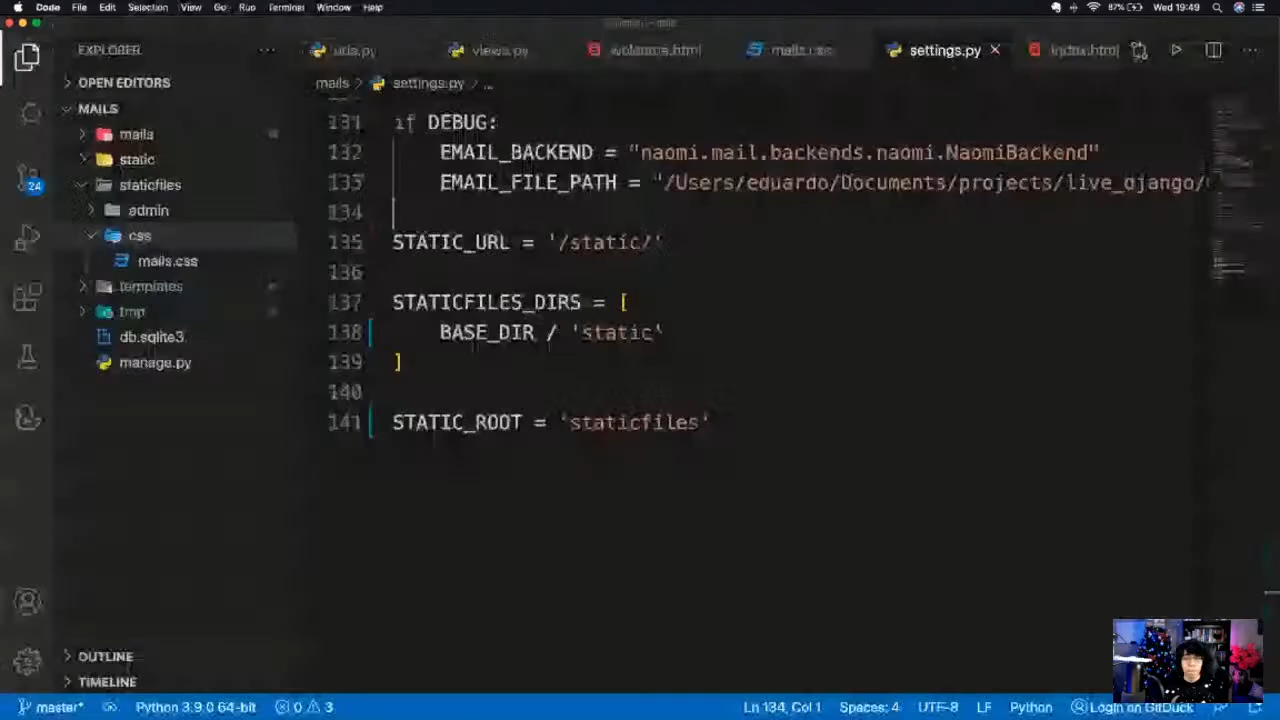 Code File Edit Selection View Go Run Terminal Window Help 87% Wed 19:49
EXPLORER
urls.py views.py welcome.html mails.css settings.py index.html
OPEN EDITORS
mails settings.py ...
MAILS
mails
static
staticfiles
admin
css
mails.css
templates
tmp
db.sqlite3
manage.py
24
131 if DEBUG:
132 EMAIL_BACKEND = "naomi.mail.backends.naomi.NaomiBackend"
133 EMAIL_FILE_PATH = "/Users/eduardo/Documents/projects/live_django/
134
135 STATIC_URL = '/static/'
136
137 STATICFILES_DIRS = [
138 BASE_DIR / 'static'
139 ]
140
141 STATIC_ROOT = 'staticfiles'
OUTLINE
TIMELINE
master* Python 3.9.0 64-bit 0 3 Ln 134, Col 1 Spaces: 4 UTF-8 LF Python Login on GitDuck